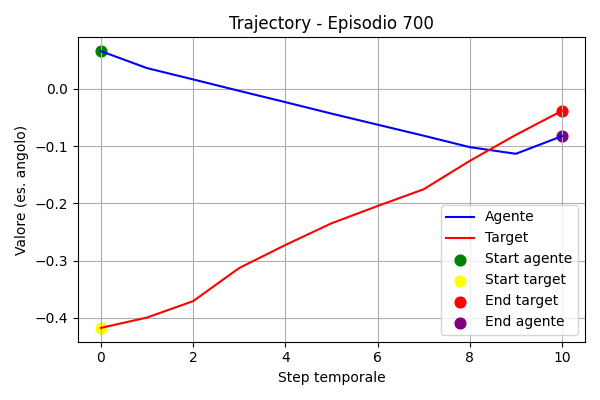 Trajectory - Episodio 700
Valore (es. angolo)
0.0
−0.1
−0.2
−0.3
−0.4
Agente
Target
Start agente
Start target
End target
End agente
0 2 4 6 8 10
Step temporale